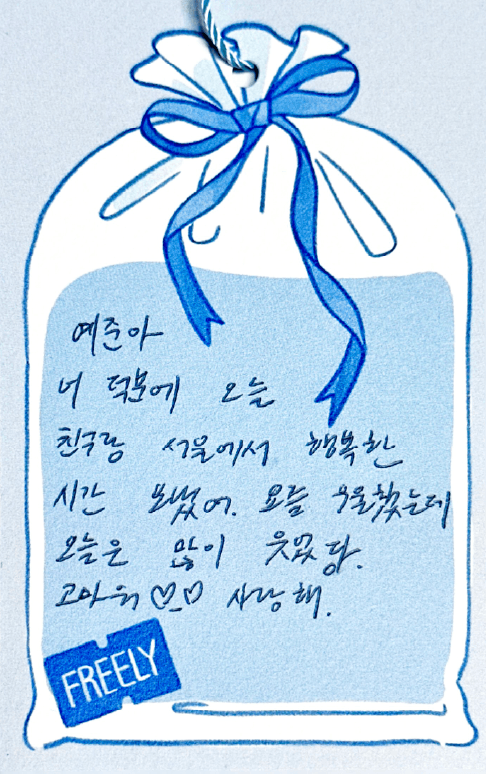 예준아
너 덕분에 오늘
친구랑 서울에서 행복한
시간 보냈어. 요즘 우울했는데
오늘은 많이 웃었다.
고마워 ♡_♡ 사랑해.
FREELY